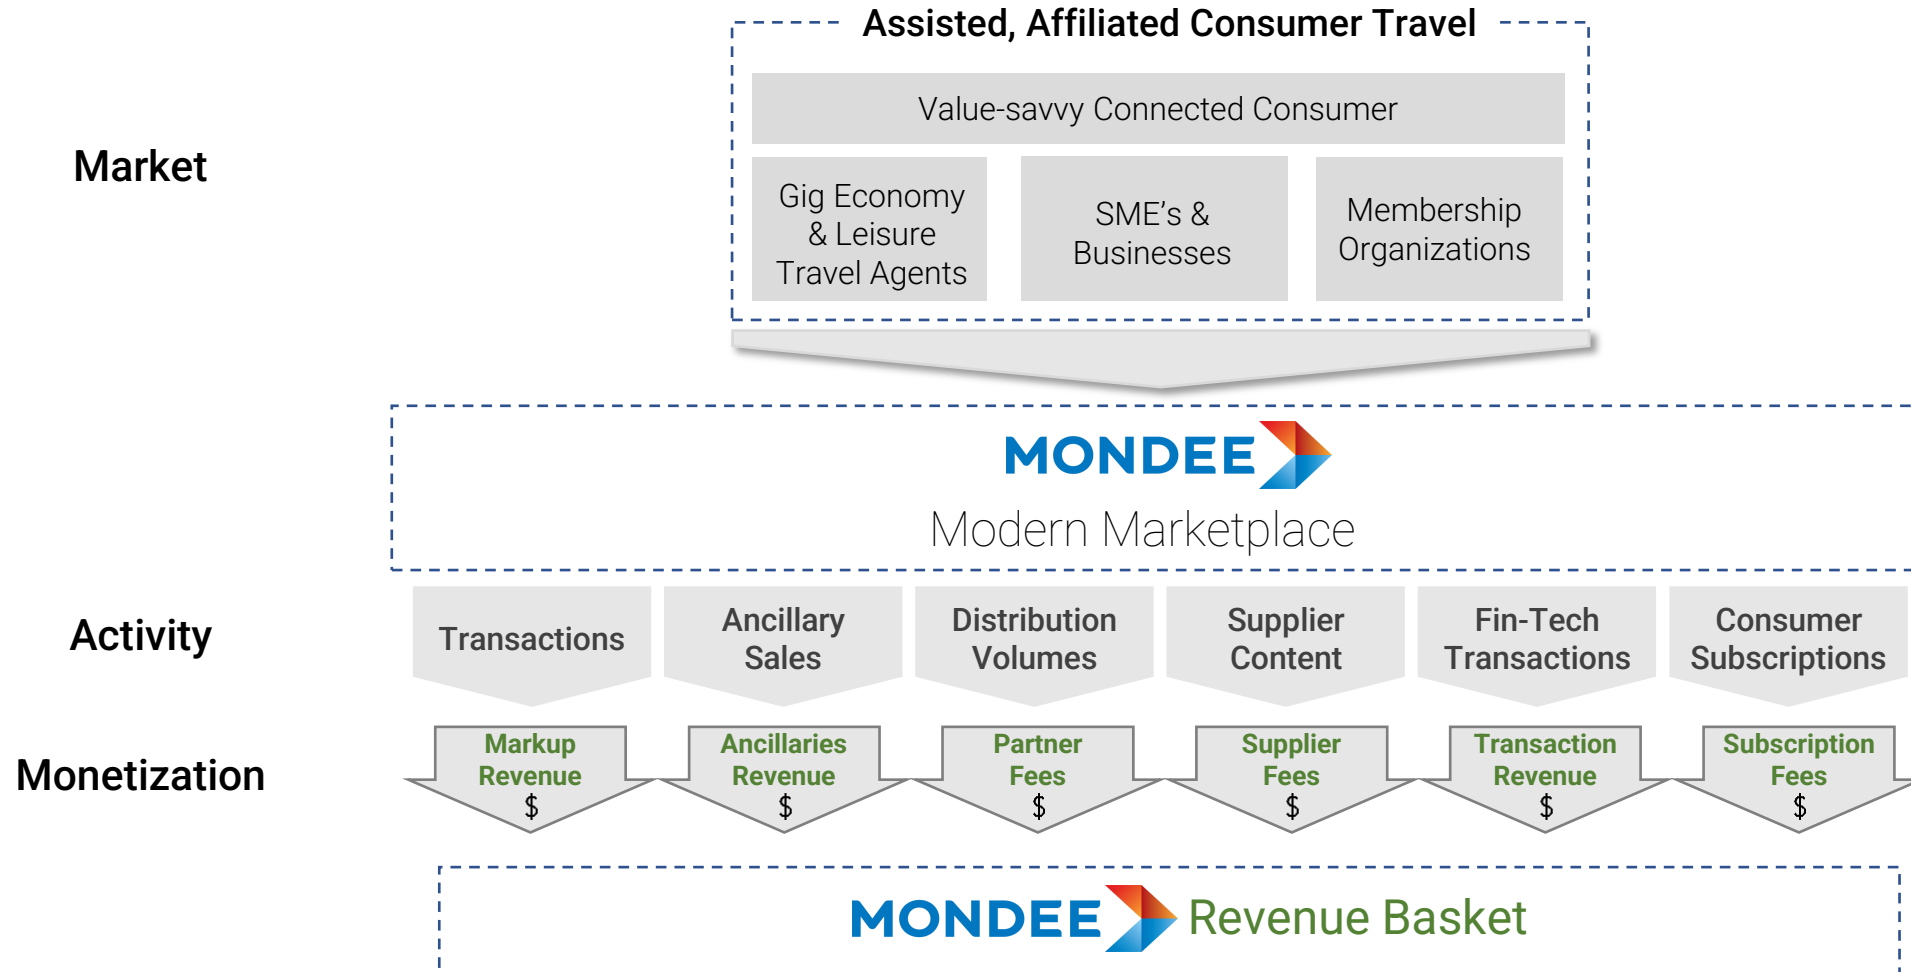 Assisted, Affiliated Consumer Travel
Value-savvy Connected Consumer
Market
Gig Economy
& Leisure
Travel Agents
SME’s &
Businesses
Membership
Organizations
MONDEE
Modern Marketplace
Activity
Transactions
Ancillary
Sales
Distribution
Volumes
Supplier
Content
Fin-Tech
Transactions
Consumer
Subscriptions
Monetization
Markup
Revenue
$
Ancillaries
Revenue
$
Partner
Fees
$
Supplier
Fees
$
Transaction
Revenue
$
Subscription
Fees
$
MONDEE Revenue Basket